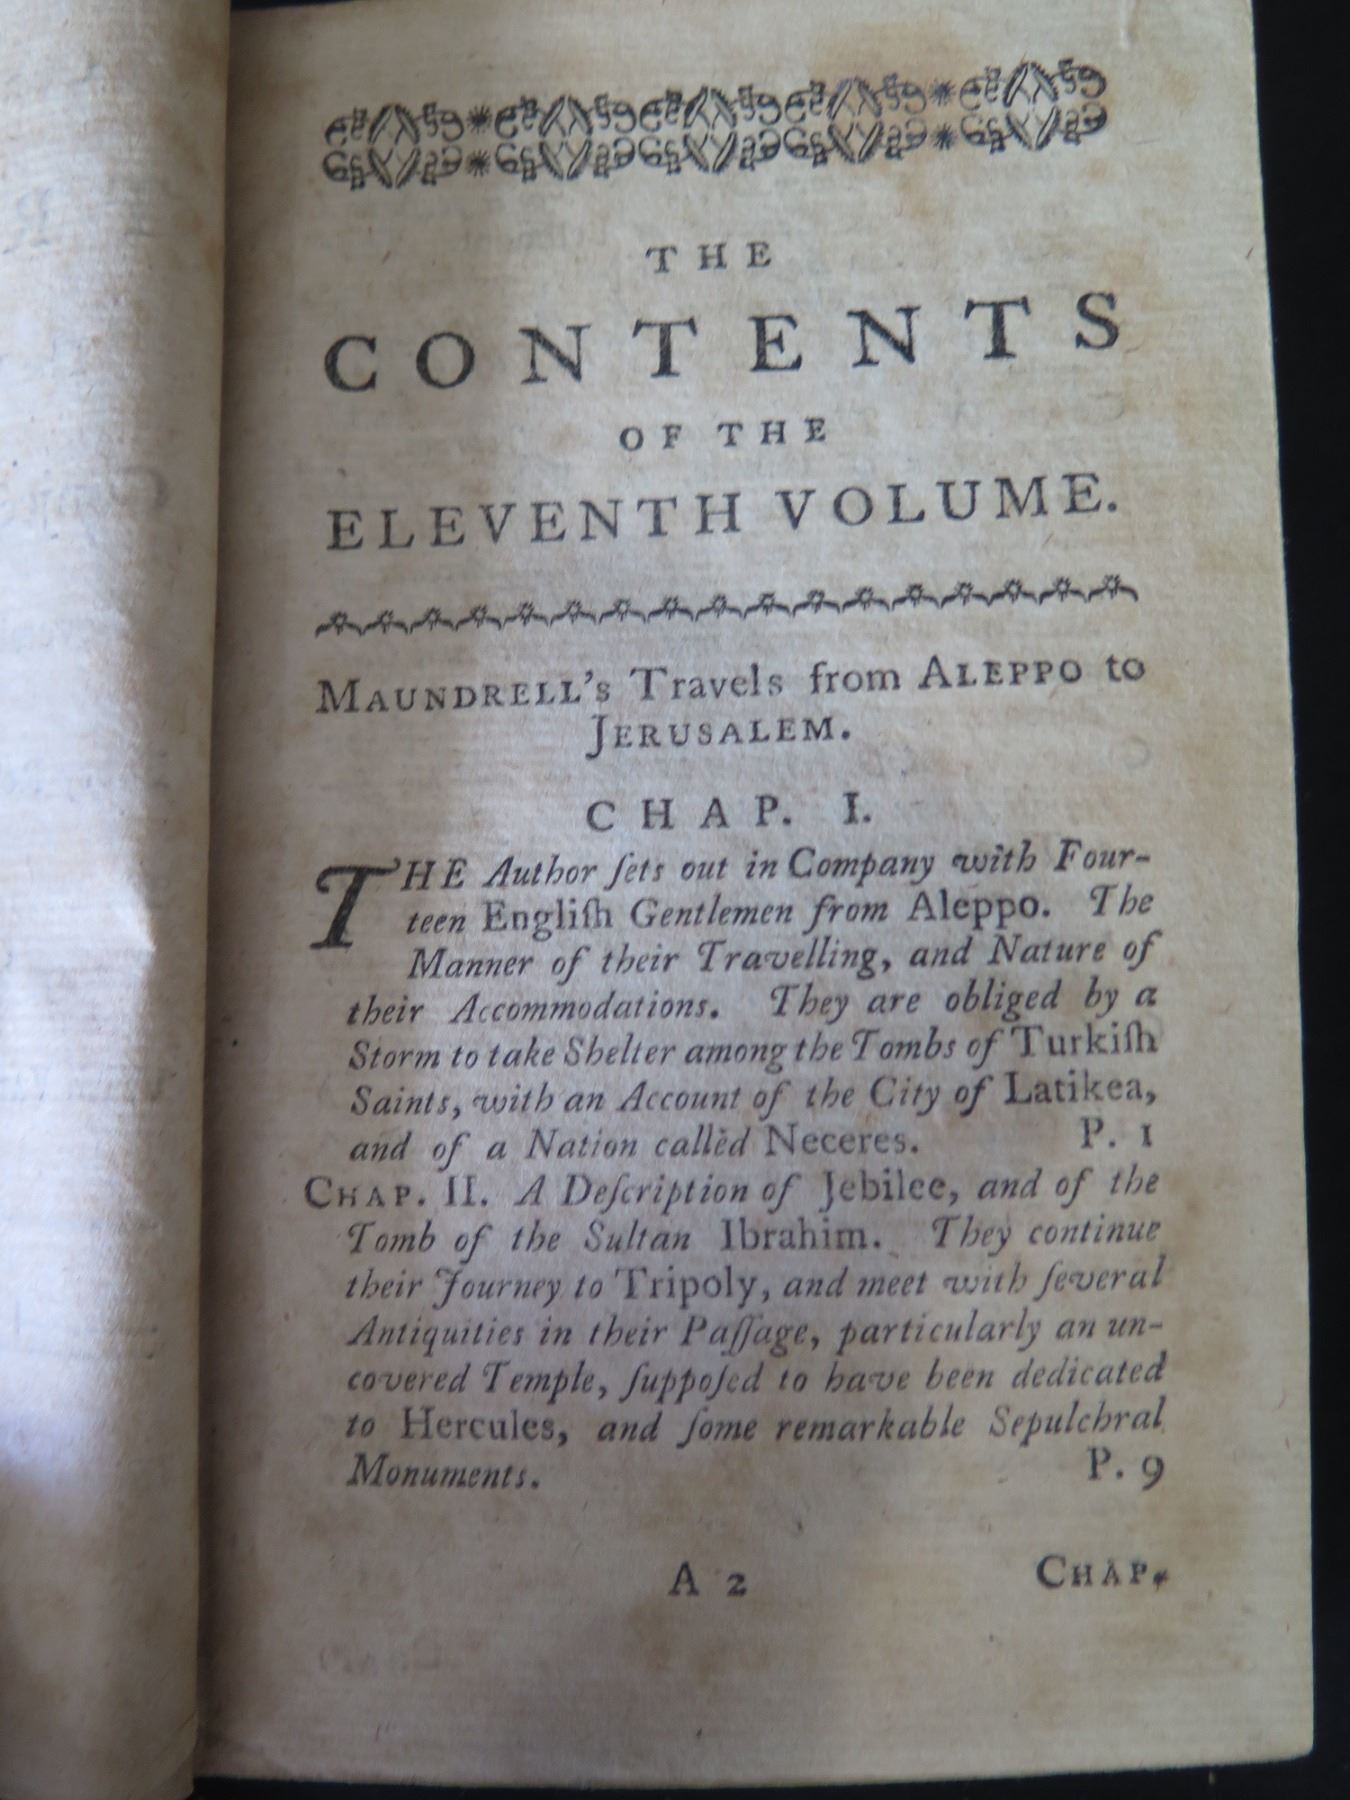 THE
CONTENTS
OF THE
ELEVENTH VOLUME.
MAUNDRELL's Travels from ALEPPO to
JERUSALEM.
CHAP. I.
THE Author ſets out in Company with Four-
teen Engliſh Gentlemen from Aleppo. The
Manner of their Travelling, and Nature of
their Accommodations. They are obliged by a
Storm to take Shelter among the Tombs of Turkiſh
Saints, with an Account of the City of Latikea,
and of a Nation called Neceres. P. 1
CHAP. II. A Deſcription of Jebilee, and of the
Tomb of the Sultan Ibrahim. They continue
their Journey to Tripoly, and meet with ſeveral
Antiquities in their Paſſage, particularly an un-
covered Temple, ſuppoſed to have been dedicated
to Hercules, and ſome remarkable Sepulchral
Monuments. P. 9
A 2 CHAP.